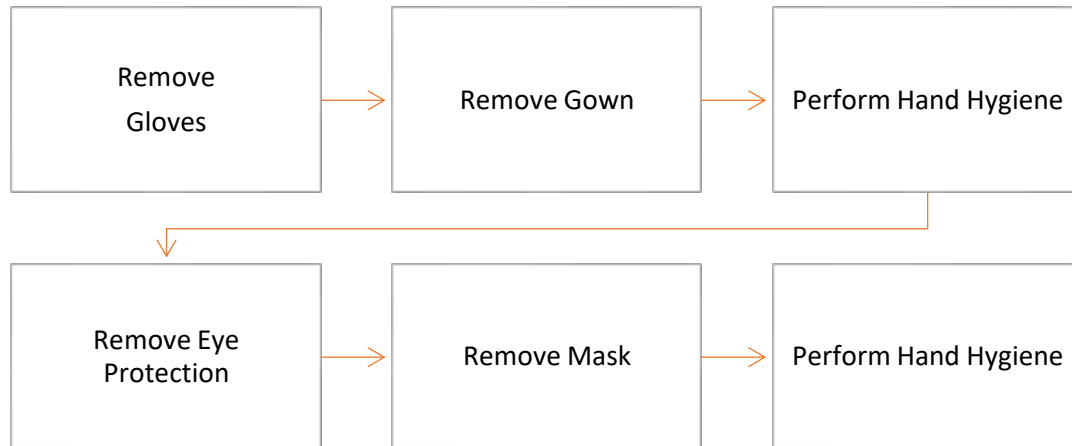 Remove
Gloves
Remove Gown
Perform Hand Hygiene
Remove Eye
Protection
Remove Mask
Perform Hand Hygiene